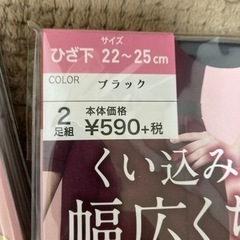 サイズ
ひざ下 22～25cm
COLOR ブラック
2足組
本体価格
¥590+税
くい込み
幅広くち